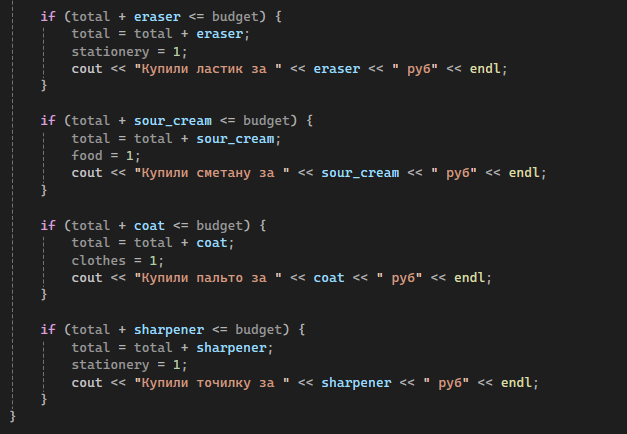 if (total + eraser <= budget) {
total = total + eraser;
stationery = 1;
cout << "Купили ластик за " << eraser << " руб" << endl;
}
if (total + sour_cream <= budget) {
total = total + sour_cream;
food = 1;
cout << "Купили сметану за " << sour_cream << " руб" << endl;
}
if (total + coat <= budget) {
total = total + coat;
clothes = 1;
cout << "Купили пальто за " << coat << " руб" << endl;
}
if (total + sharpener <= budget) {
total = total + sharpener;
stationery = 1;
cout << "Купили точилку за " << sharpener << " руб" << endl;
}
}